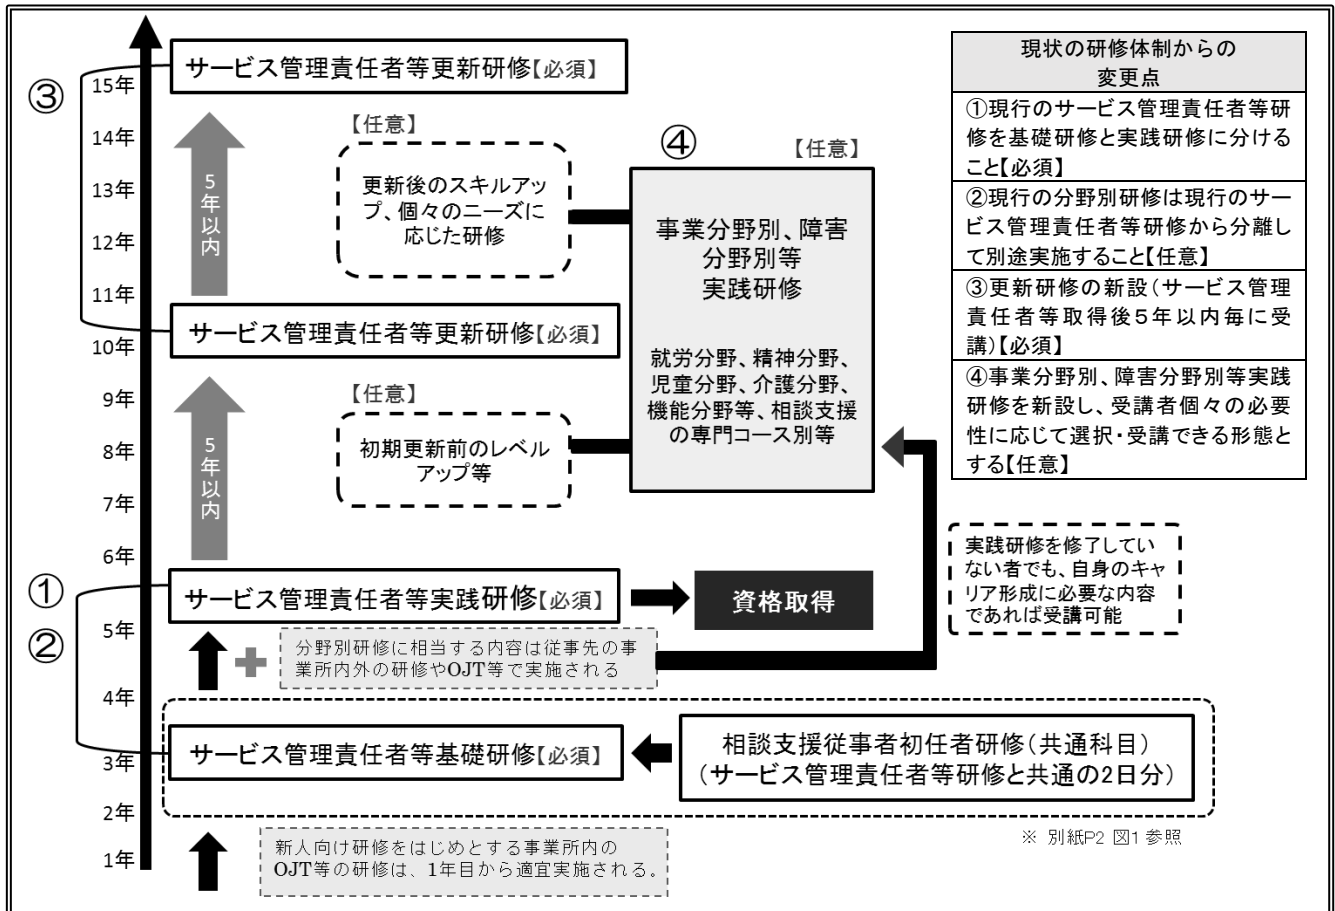 15年
14年
13年
12年
11年
10年
9年
8年
7年
6年
5年
4年
3年
2年
1年
③
①
②
サービス管理責任者等更新研修【必須】
5年以内
【任意】
更新後のスキルアッ
プ、個々のニーズに
応じた研修
サービス管理責任者等更新研修【必須】
5年以内
【任意】
初期更新前のレベル
アップ等
④
【任意】
事業分野別、障害
分野別等
実践研修
就労分野、精神分野、
児童分野、介護分野、
機能分野等、相談支援
の専門コース別等
サービス管理責任者等実践研修【必須】
資格取得
分野別研修に相当する内容は従事先の事
業所内外の研修やOJT等で実施される
サービス管理責任者等基礎研修【必須】
相談支援従事者初任者研修（共通科目）
（サービス管理責任者等研修と共通の2日分）
新人向け研修をはじめとする事業所内の
OJT等の研修は、1年目から適宜実施される。
現状の研修体制からの
変更点
①現行のサービス管理責任者等研
修を基礎研修と実践研修に分ける
こと【必須】
②現行の分野別研修は現行のサー
ビス管理責任者等研修から分離し
て別途実施すること【任意】
③更新研修の新設（サービス管理
責任者等取得後５年以内毎に受
講）【必須】
④事業分野別、障害分野別等実践
研修を新設し、受講者個々の必要
性に応じて選択・受講できる形態と
する【任意】
実践研修を修了してい
ない者でも、自身のキャ
リア形成に必要な内容
であれば受講可能
※ 別紙P2 図1 参照